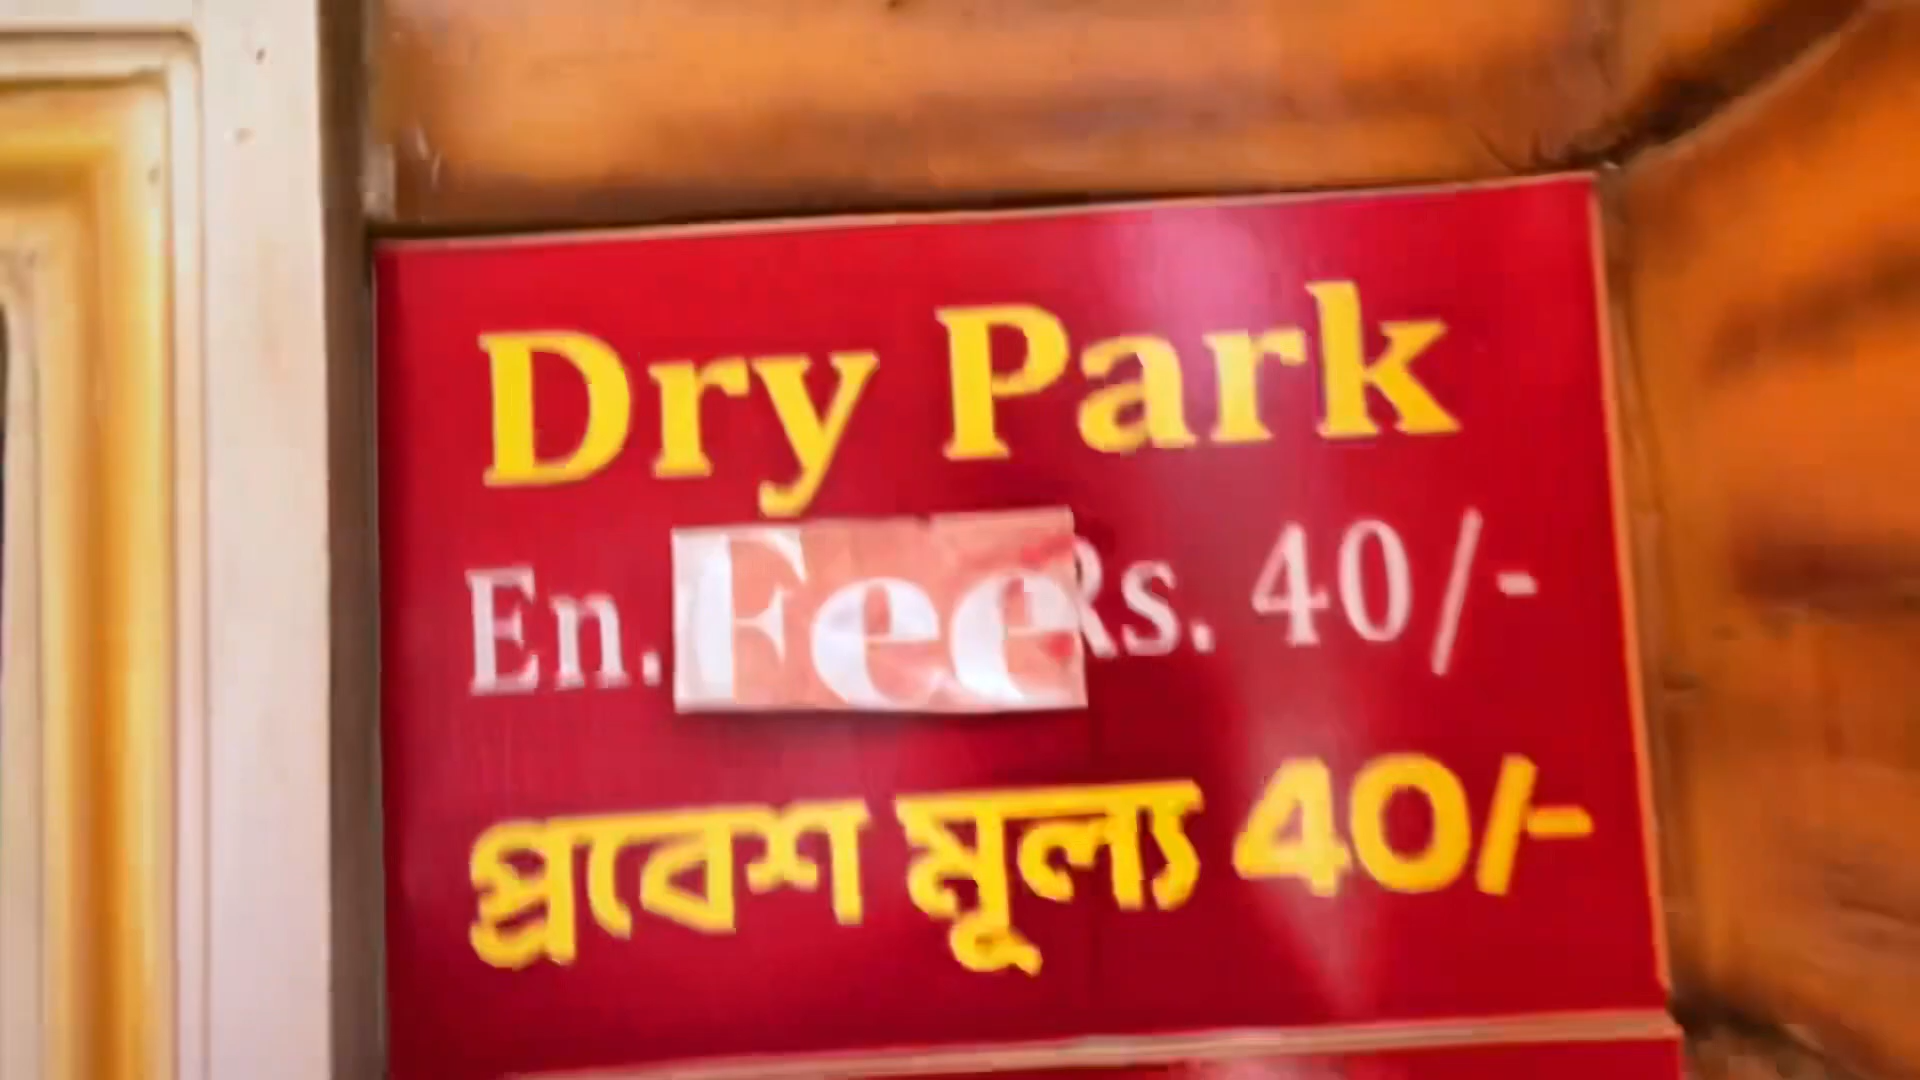 Dry Park
En. Fee Rs. 40/-
প্রবেশ মূল্য 40/-